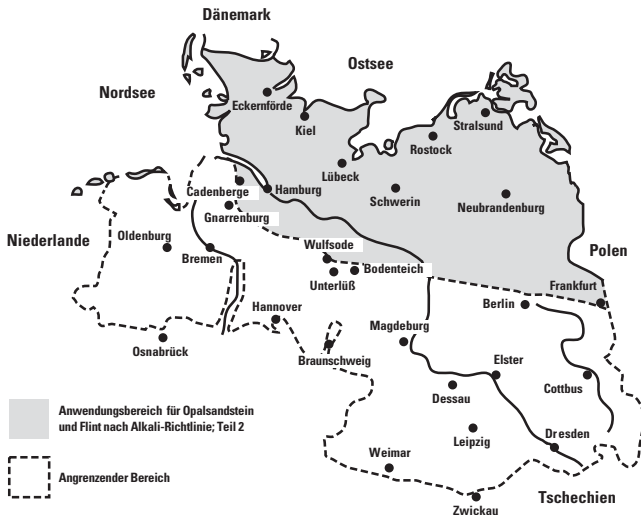 Dänemark
Ostsee
Nordsee
Eckernförde
Kiel
Stralsund
Rostock
Lübeck
Cadenberge
Hamburg
Schwerin
Neubrandenburg
Gnarrenburg
Niederlande
Oldenburg
Bremen
Wulfsode
Polen
Unterlüß
Bodenteich
Frankfurt
Berlin
Hannover
Magdeburg
Osnabrück
Braunschweig
Elster
Dessau
Cottbus
Anwendungsbereich für Opalsandstein
und Flint nach Alkali-Richtlinie; Teil 2
Leipzig
Dresden
Weimar
Angrenzender Bereich
Zwickau
Tschechien